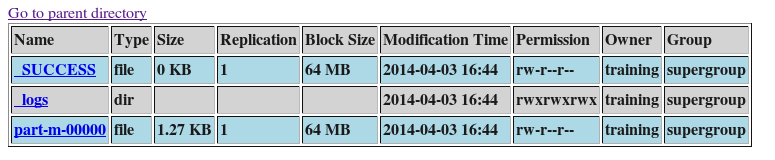 Go to parent directory
Name Type Size Replication Block Size Modification Time Permission Owner Group
_SUCCESS file 0 KB 1 64 MB 2014-04-03 16:44 rw-r--r-- training supergroup
_logs dir 2014-04-03 16:44 rwxrwxrwx training supergroup
part-m-00000 file 1.27 KB 1 64 MB 2014-04-03 16:44 rw-r--r-- training supergroup